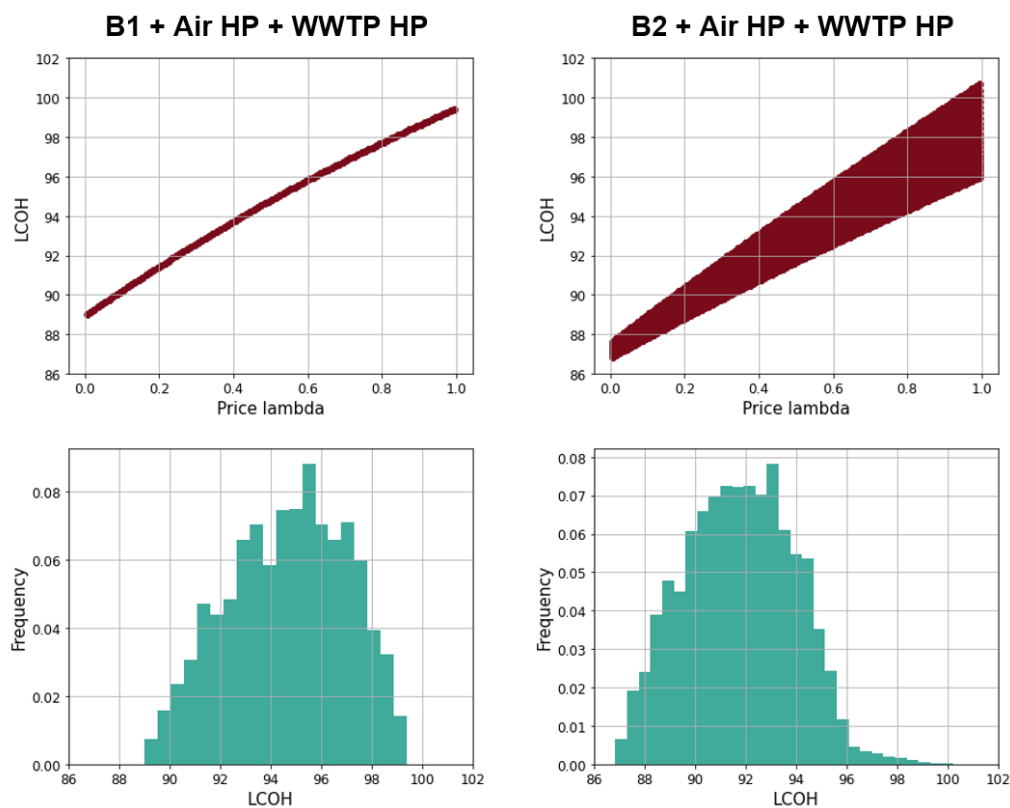 B1 + Air HP + WWTP HP
102
100
98
96
94
92
90
88
86
LCOH
0.0 0.2 0.4 0.6 0.8 1.0
Price lambda
B2 + Air HP + WWTP HP
102
100
98
96
94
92
90
88
86
LCOH
0.0 0.2 0.4 0.6 0.8 1.0
Price lambda
0.08
0.06
0.04
0.02
0.00
Frequency
86 88 90 92 94 96 98 100 102
LCOH
0.08
0.07
0.06
0.05
0.04
0.03
0.02
0.01
0.00
Frequency
86 88 90 92 94 96 98 100 102
LCOH